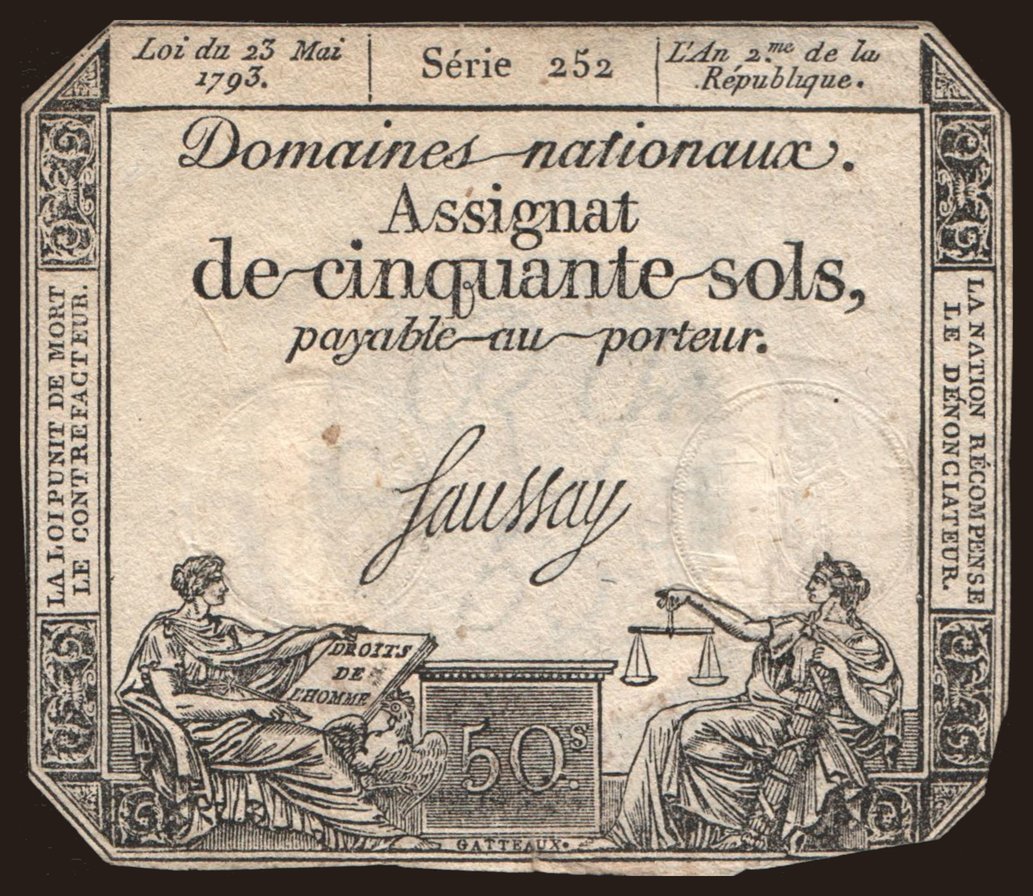 Loi du 23 Mai
1793.
Série 252
L'An 2.me de la
République.
Domaines nationaux.
Assignat
de cinquante sols,
payable au porteur.
LA LOI PUNIT DE MORT
LE CONTREFACTEUR.
LA NATION RÉCOMPENSE
LE DÉNONCIATEUR.
Saussay
DROITS
DE
L'HOMME
50.s
GATTEAUX.